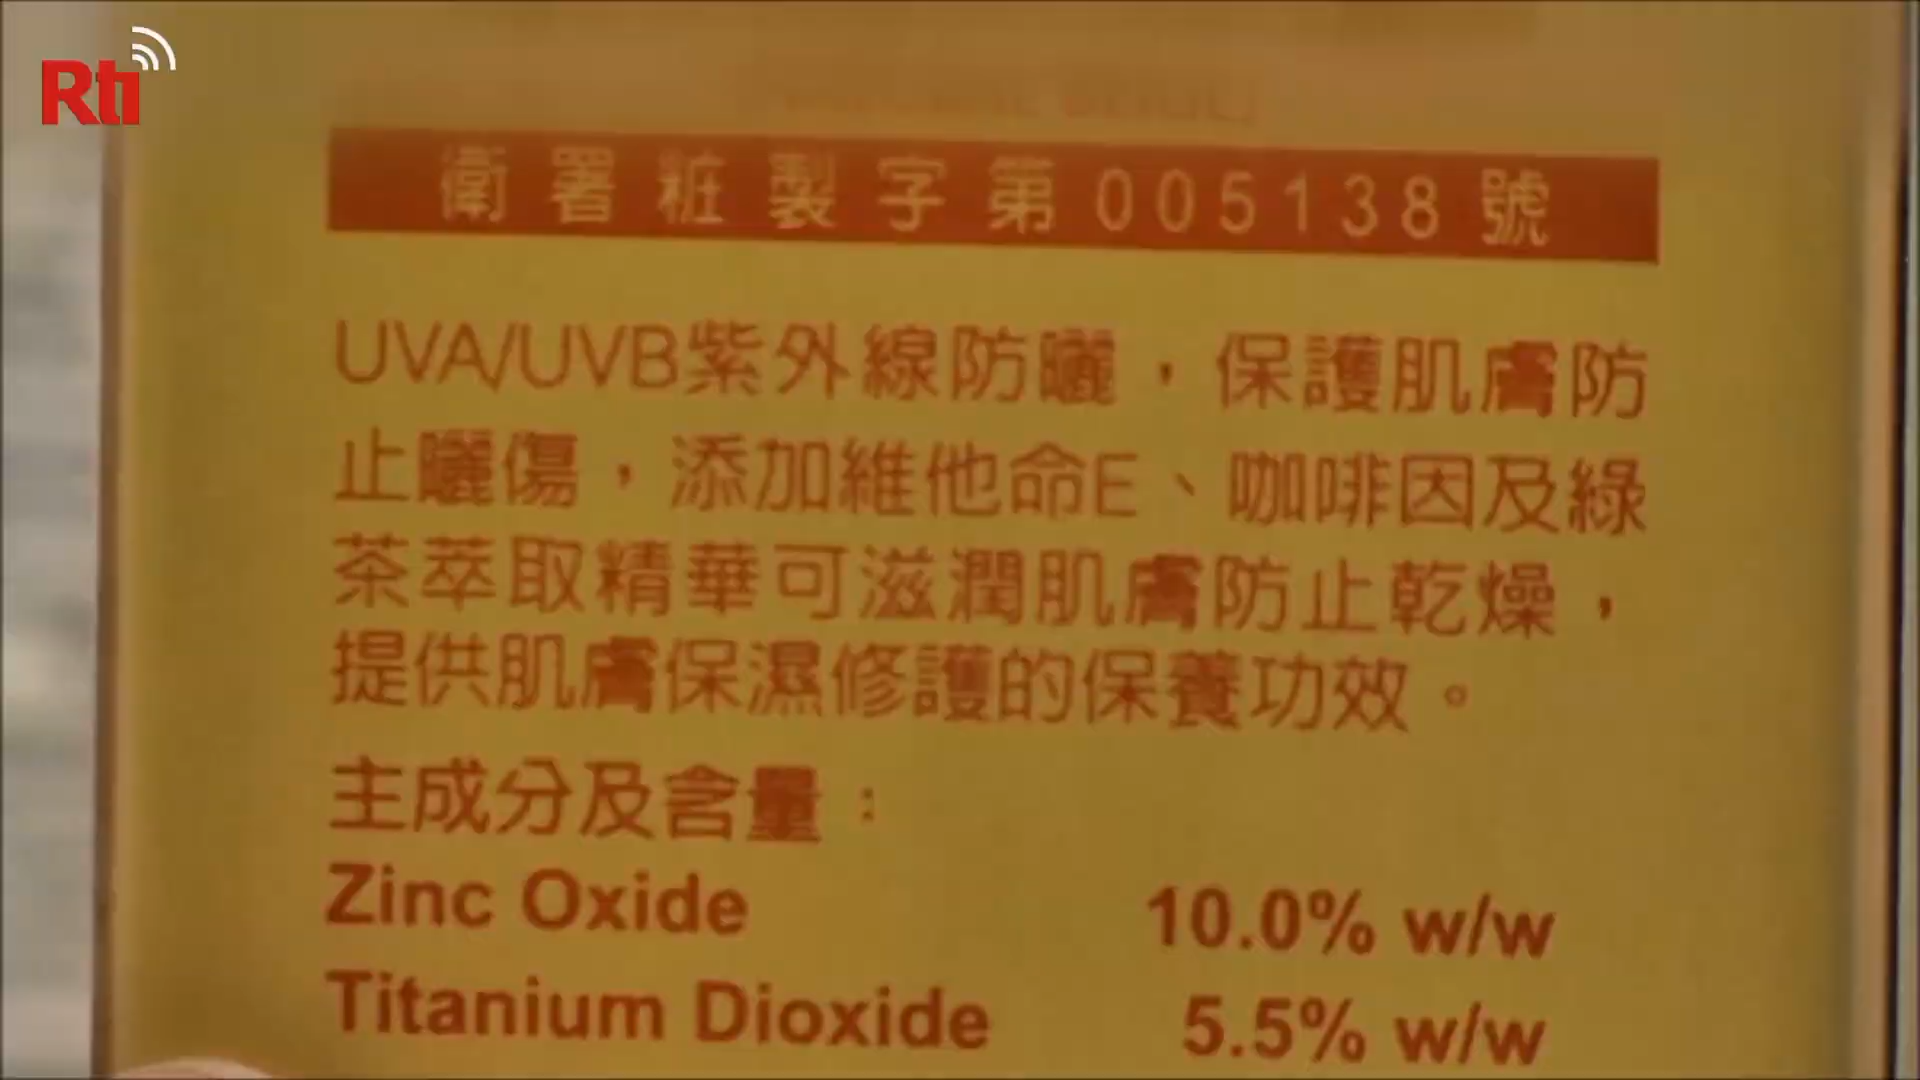 Rti
衛署粧製字第005138號
UVA/UVB紫外線防曬，保護肌膚防
止曬傷，添加維他命E、咖啡因及綠
茶萃取精華可滋潤肌膚防止乾燥，
提供肌膚保濕修護的保養功效。
主成分及含量：
Zinc Oxide 10.0% w/w
Titanium Dioxide 5.5% w/w